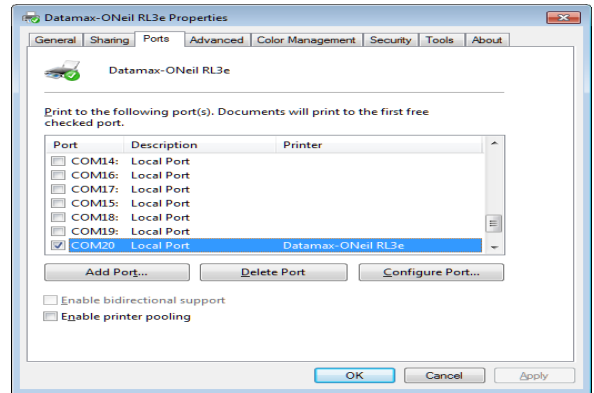 Datamax-ONeil RL3e Properties
General Sharing Ports Advanced Color Management Security Tools About
Datamax-ONeil RL3e
Print to the following port(s). Documents will print to the first free
checked port.
Port Description Printer
COM14: Local Port
COM16: Local Port
COM17: Local Port
COM15: Local Port
COM18: Local Port
COM19: Local Port
COM20 Local Port Datamax-ONeil RL3e
Add Port... Delete Port Configure Port...
Enable bidirectional support
Enable printer pooling
OK Cancel Apply